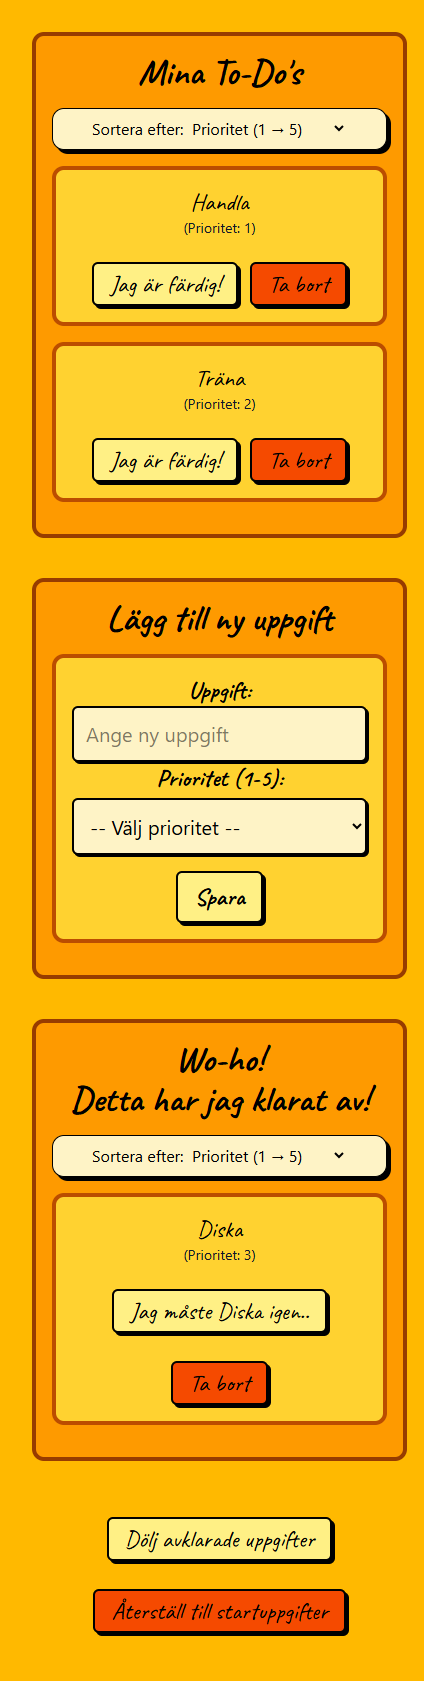 Mina To-Do's
Sortera efter: Prioritet (1 → 5)
Handla
(Prioritet: 1)
Jag är färdig! Ta bort
Träna
(Prioritet: 2)
Jag är färdig! Ta bort
Lägg till ny uppgift
Uppgift:
Ange ny uppgift
Prioritet (1-5):
-- Välj prioritet --
Spara
Wo-ho!
Detta har jag klarat av!
Sortera efter: Prioritet (1 → 5)
Diska
(Prioritet: 3)
Jag måste Diska igen..
Ta bort
Dölj avklarade uppgifter
Återställ till startuppgifter